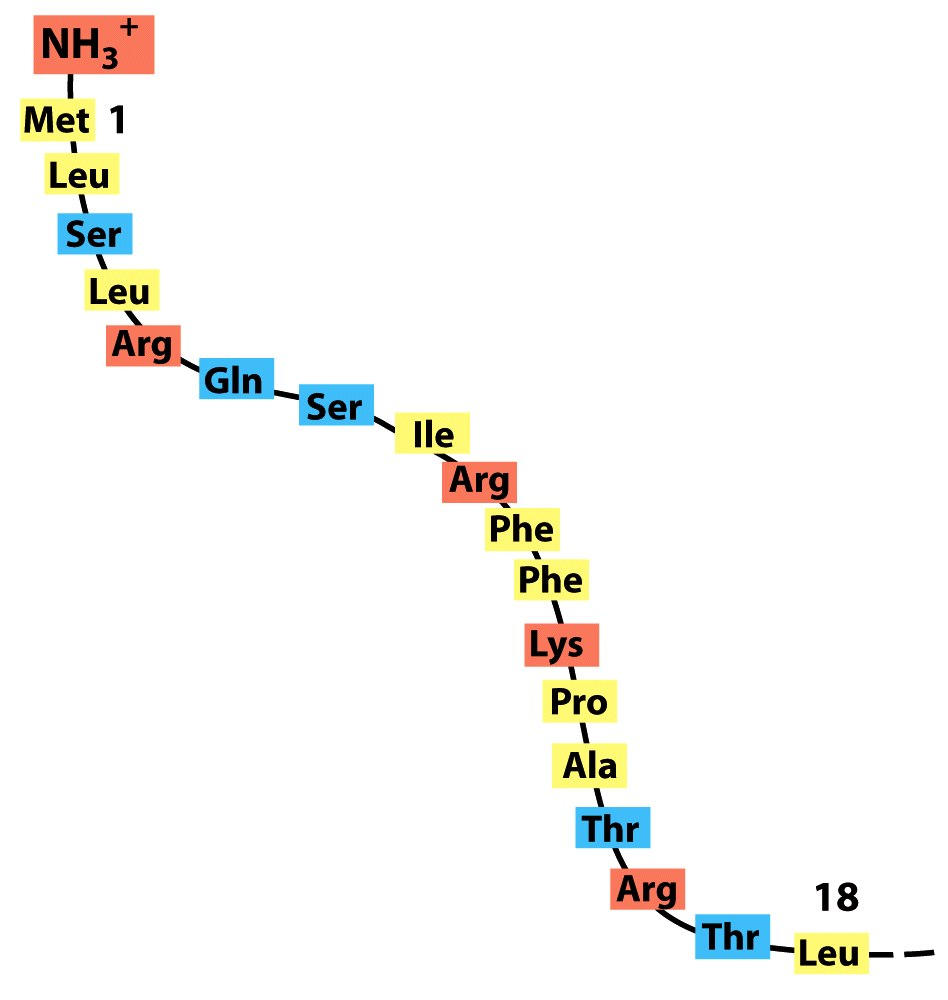 NH3+
Met 1
Leu
Ser
Leu
Arg
Gln
Ser
Ile
Arg
Phe
Phe
Lys
Pro
Ala
Thr
Arg
18
Thr
Leu